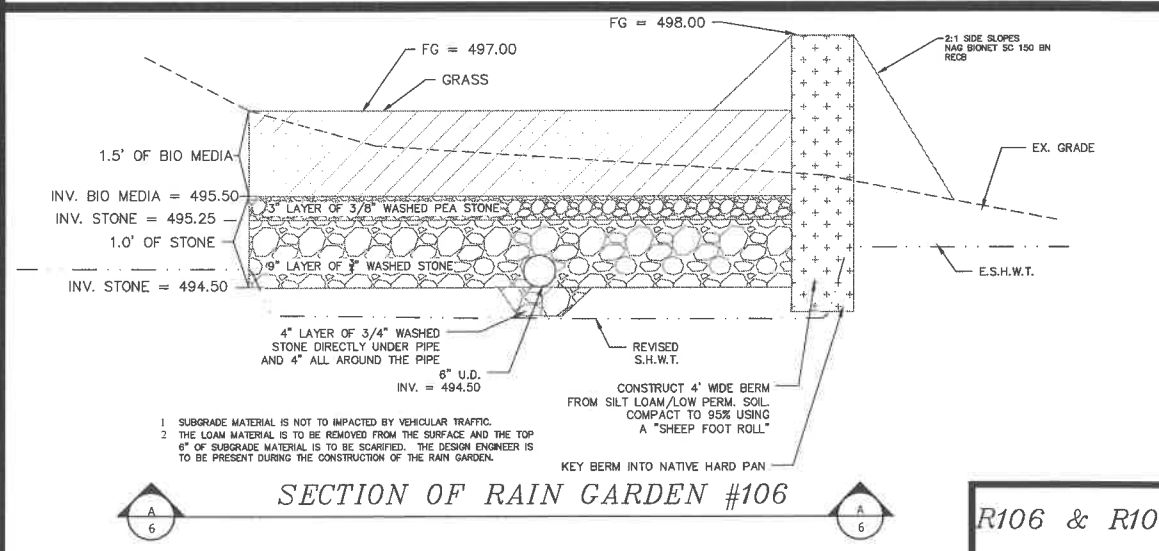 FG = 498.00
FG = 497.00
GRASS
2:1 SIDE SLOPES
NAG BIONET SC 150 BN
RECB
1.5' OF BIO MEDIA
EX. GRADE
INV. BIO MEDIA = 495.50
3" LAYER OF 3/8" WASHED PEA STONE
INV. STONE = 495.25
1.0' OF STONE
9" LAYER OF 3/4" WASHED STONE
E.S.H.W.T.
INV. STONE = 494.50
4" LAYER OF 3/4" WASHED
STONE DIRECTLY UNDER PIPE
AND 4" ALL AROUND THE PIPE
REVISED
S.H.W.T.
6" U.D.
INV. = 494.50
CONSTRUCT 4' WIDE BERM
FROM SILT LOAM/LOW PERM. SOIL.
COMPACT TO 95% USING
A "SHEEP FOOT ROLL"
1 SUBGRADE MATERIAL IS NOT TO IMPACTED BY VEHICULAR TRAFFIC.
2 THE LOAM MATERIAL IS TO BE REMOVED FROM THE SURFACE AND THE TOP
6" OF SUBGRADE MATERIAL IS TO BE SCARIFIED. THE DESIGN ENGINEER IS
TO BE PRESENT DURING THE CONSTRUCTION OF THE RAIN GARDEN.
KEY BERM INTO NATIVE HARD PAN
A
6
SECTION OF RAIN GARDEN #106
A
6
R106 & R10